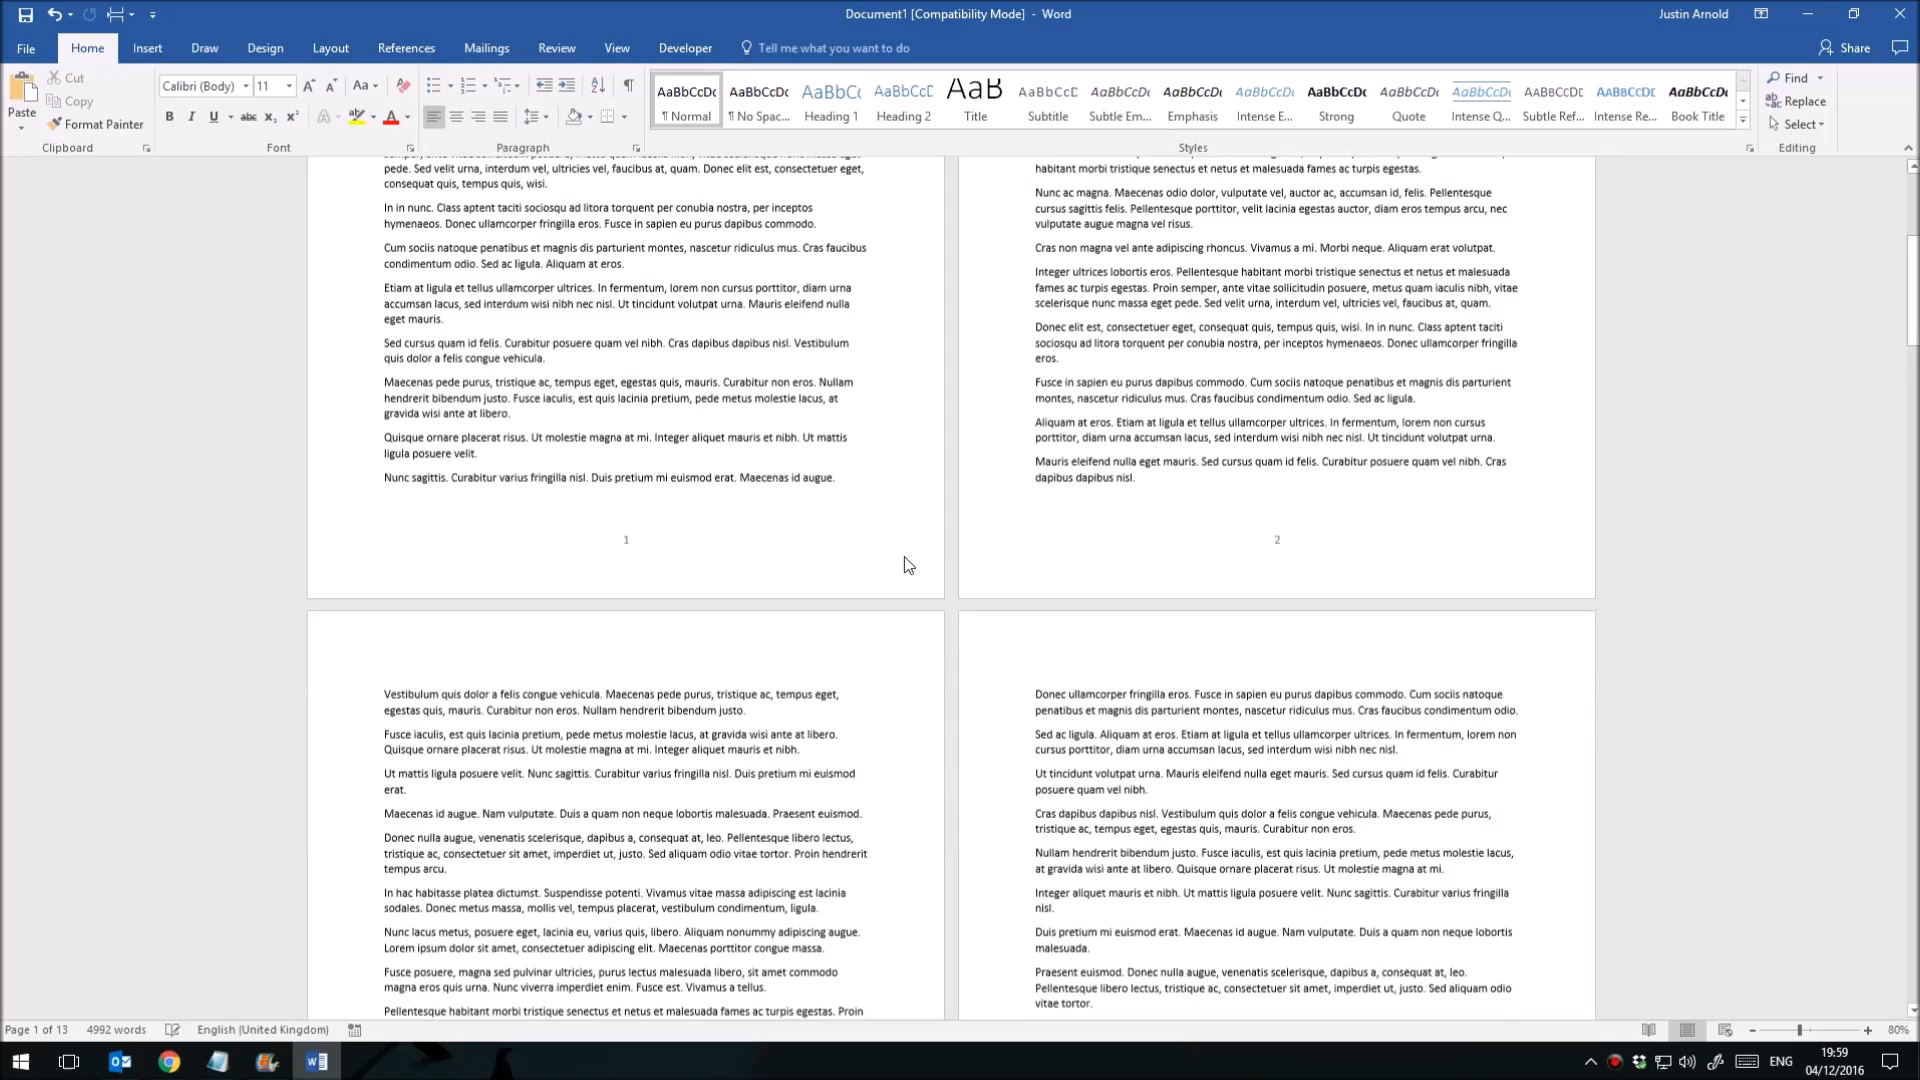 Document1 [Compatibility Mode] - Word
Justin Arnold
File Home Insert Draw Design Layout References Mailings Review View Developer Tell me what you want to do
Share
Paste
Cut
Copy
Format Painter
Clipboard
Calibri (Body) 11
Font
Paragraph
AaBbCcDc AaBbCcDc AaBbCc AaBbCcD AaB AaBbCcD AaBbCcDc AaBbCcDc AaBbCcDc AaBbCcDc AaBbCcDc AaBbCcDc AABBCCDC AABBCCDC AaBbCcDc
¶ Normal ¶ No Spac... Heading 1 Heading 2 Title Subtitle Subtle Em... Emphasis Intense E... Strong Quote Intense Q... Subtle Ref... Intense Re... Book Title
Styles
Find
Replace
Select
Editing
pede. Sed velit urna, interdum vel, ultricies vel, faucibus at, quam. Donec elit est, consectetuer eget,
consequat quis, tempus quis, wisi.
In in nunc. Class aptent taciti sociosqu ad litora torquent per conubia nostra, per inceptos
hymenaeos. Donec ullamcorper fringilla eros. Fusce in sapien eu purus dapibus commodo.
Cum sociis natoque penatibus et magnis dis parturient montes, nascetur ridiculus mus. Cras faucibus
condimentum odio. Sed ac ligula. Aliquam at eros.
Etiam at ligula et tellus ullamcorper ultrices. In fermentum, lorem non cursus porttitor, diam urna
accumsan lacus, sed interdum wisi nibh nec nisl. Ut tincidunt volutpat urna. Mauris eleifend nulla
eget mauris.
Sed cursus quam id felis. Curabitur posuere quam vel nibh. Cras dapibus dapibus nisl. Vestibulum
quis dolor a felis congue vehicula.
Maecenas pede purus, tristique ac, tempus eget, egestas quis, mauris. Curabitur non eros. Nullam
hendrerit bibendum justo. Fusce iaculis, est quis lacinia pretium, pede metus molestie lacus, at
gravida wisi ante at libero.
Quisque ornare placerat risus. Ut molestie magna at mi. Integer aliquet mauris et nibh. Ut mattis
ligula posuere velit.
Nunc sagittis. Curabitur varius fringilla nisl. Duis pretium mi euismod erat. Maecenas id augue.
1
habitant morbi tristique senectus et netus et malesuada fames ac turpis egestas.
Nunc ac magna. Maecenas odio dolor, vulputate vel, auctor ac, accumsan id, felis. Pellentesque
cursus sagittis felis. Pellentesque porttitor, velit lacinia egestas auctor, diam eros tempus arcu, nec
vulputate augue magna vel risus.
Cras non magna vel ante adipiscing rhoncus. Vivamus a mi. Morbi neque. Aliquam erat volutpat.
Integer ultrices lobortis eros. Pellentesque habitant morbi tristique senectus et netus et malesuada
fames ac turpis egestas. Proin semper, ante vitae sollicitudin posuere, metus quam iaculis nibh, vitae
scelerisque nunc massa eget pede. Sed velit urna, interdum vel, ultricies vel, faucibus at, quam.
Donec elit est, consectetuer eget, consequat quis, tempus quis, wisi. In in nunc. Class aptent taciti
sociosqu ad litora torquent per conubia nostra, per inceptos hymenaeos. Donec ullamcorper fringilla
eros.
Fusce in sapien eu purus dapibus commodo. Cum sociis natoque penatibus et magnis dis parturient
montes, nascetur ridiculus mus. Cras faucibus condimentum odio. Sed ac ligula.
Aliquam at eros. Etiam at ligula et tellus ullamcorper ultrices. In fermentum, lorem non cursus
porttitor, diam urna accumsan lacus, sed interdum wisi nibh nec nisl. Ut tincidunt volutpat urna.
Mauris eleifend nulla eget mauris. Sed cursus quam id felis. Curabitur posuere quam vel nibh. Cras
dapibus dapibus nisl.
2
Vestibulum quis dolor a felis congue vehicula. Maecenas pede purus, tristique ac, tempus eget,
egestas quis, mauris. Curabitur non eros. Nullam hendrerit bibendum justo.
Fusce iaculis, est quis lacinia pretium, pede metus molestie lacus, at gravida wisi ante at libero.
Quisque ornare placerat risus. Ut molestie magna at mi. Integer aliquet mauris et nibh.
Ut mattis ligula posuere velit. Nunc sagittis. Curabitur varius fringilla nisl. Duis pretium mi euismod
erat.
Maecenas id augue. Nam vulputate. Duis a quam non neque lobortis malesuada. Praesent euismod.
Donec nulla augue, venenatis scelerisque, dapibus a, consequat at, leo. Pellentesque libero lectus,
tristique ac, consectetuer sit amet, imperdiet ut, justo. Sed aliquam odio vitae tortor. Proin hendrerit
tempus arcu.
In hac habitasse platea dictumst. Suspendisse potenti. Vivamus vitae massa adipiscing est lacinia
sodales. Donec metus massa, mollis vel, tempus placerat, vestibulum condimentum, ligula.
Nunc lacus metus, posuere eget, lacinia eu, varius quis, libero. Aliquam nonummy adipiscing augue.
Lorem ipsum dolor sit amet, consectetuer adipiscing elit. Maecenas porttitor congue massa.
Fusce posuere, magna sed pulvinar ultricies, purus lectus malesuada libero, sit amet commodo
magna eros quis urna. Nunc viverra imperdiet enim. Fusce est. Vivamus a tellus.
Pellentesque habitant morbi tristique senectus et netus et malesuada fames ac turpis egestas. Proin
Donec ullamcorper fringilla eros. Fusce in sapien eu purus dapibus commodo. Cum sociis natoque
penatibus et magnis dis parturient montes, nascetur ridiculus mus. Cras faucibus condimentum odio.
Sed ac ligula. Aliquam at eros. Etiam at ligula et tellus ullamcorper ultrices. In fermentum, lorem non
cursus porttitor, diam urna accumsan lacus, sed interdum wisi nibh nec nisl.
Ut tincidunt volutpat urna. Mauris eleifend nulla eget mauris. Sed cursus quam id felis. Curabitur
posuere quam vel nibh.
Cras dapibus dapibus nisl. Vestibulum quis dolor a felis congue vehicula. Maecenas pede purus,
tristique ac, tempus eget, egestas quis, mauris. Curabitur non eros.
Nullam hendrerit bibendum justo. Fusce iaculis, est quis lacinia pretium, pede metus molestie lacus,
at gravida wisi ante at libero. Quisque ornare placerat risus. Ut molestie magna at mi.
Integer aliquet mauris et nibh. Ut mattis ligula posuere velit. Nunc sagittis. Curabitur varius fringilla
nisl.
Duis pretium mi euismod erat. Maecenas id augue. Nam vulputate. Duis a quam non neque lobortis
malesuada.
Praesent euismod. Donec nulla augue, venenatis scelerisque, dapibus a, consequat at, leo.
Pellentesque libero lectus, tristique ac, consectetuer sit amet, imperdiet ut, justo. Sed aliquam odio
vitae tortor.
Page 1 of 13 4992 words English (United Kingdom) 80%
ENG
19:59
04/12/2016